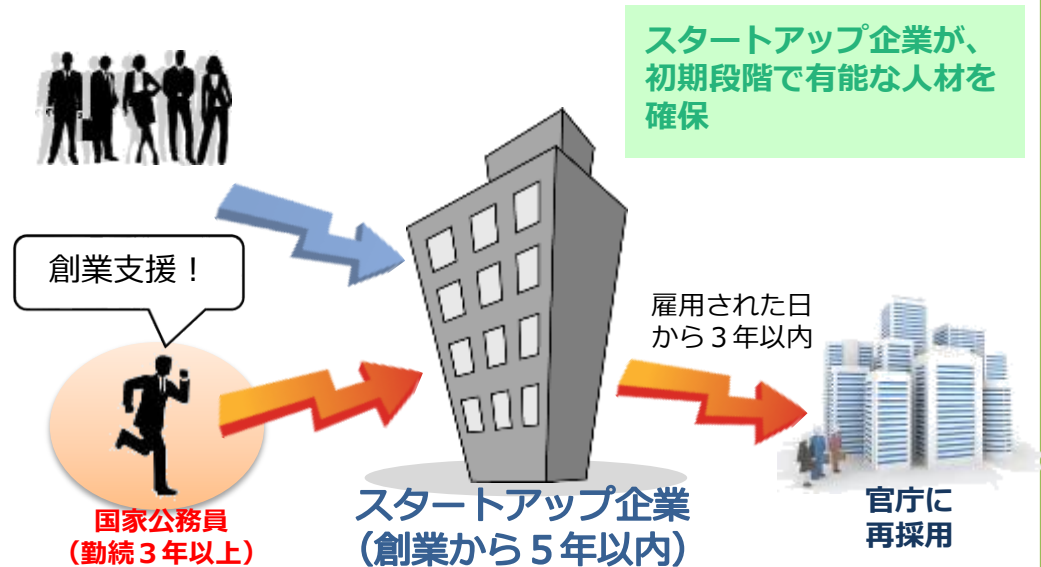 スタートアップ企業が、
初期段階で有能な人材を
確保
創業支援！
雇用された日
から３年以内
国家公務員
（勤続３年以上）
スタートアップ企業
（創業から５年以内）
官庁に
再採用